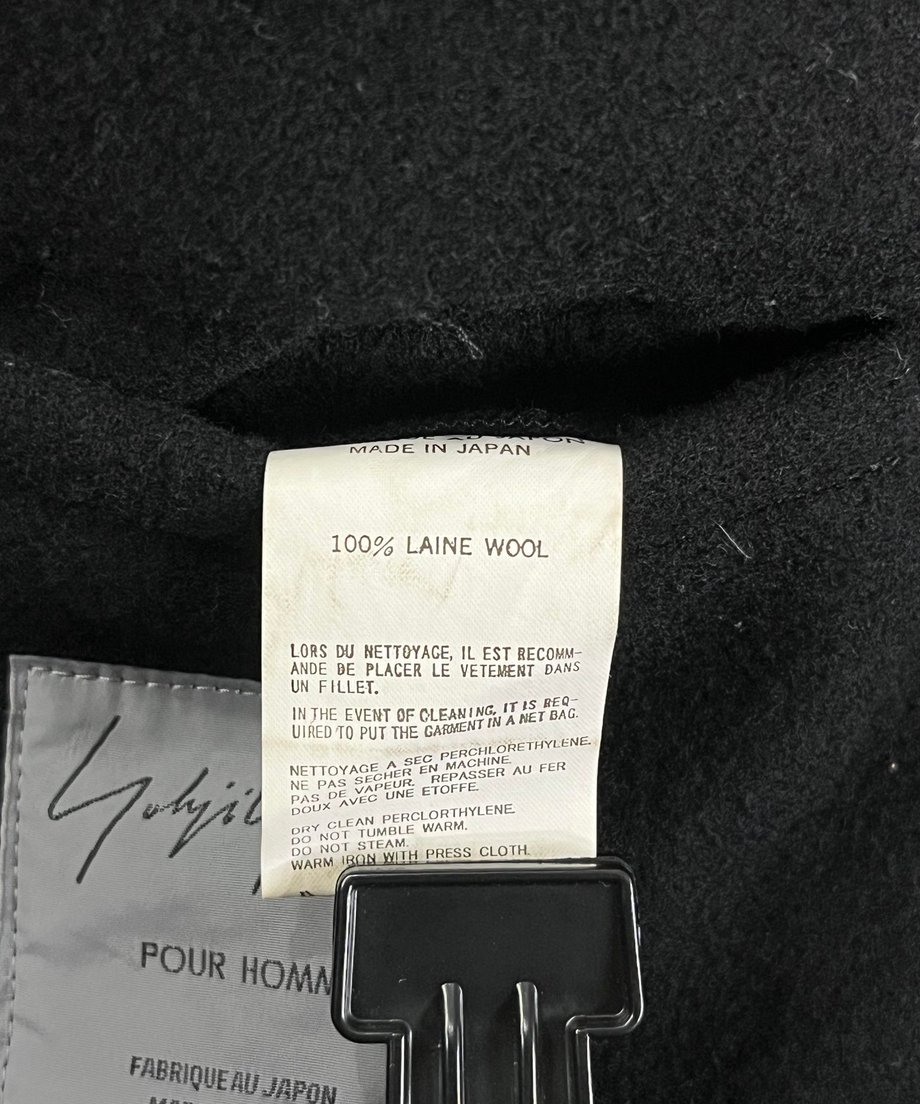 MADE IN JAPAN
100% LAINE WOOL
LORS DU NETTOYAGE, IL EST RECOMM-
ANDE DE PLACER LE VETEMENT DANS
UN FILLET.
IN THE EVENT OF CLEANING, IT IS REQ-
UIRED TO PUT THE GARMENT IN A NET BAG.
NETTOYAGE A SEC PERCHLORETHYLENE.
NE PAS SECHER EN MACHINE.
PAS DE VAPEUR. REPASSER AU FER
DOUX AVEC UNE ETOFFE.
DRY CLEAN PERCLORTHYLENE.
DO NOT TUMBLE WARM.
DO NOT STEAM.
WARM IRON WITH PRESS CLOTH.
Yohji
POUR HOMM
FABRIQUE AU JAPON